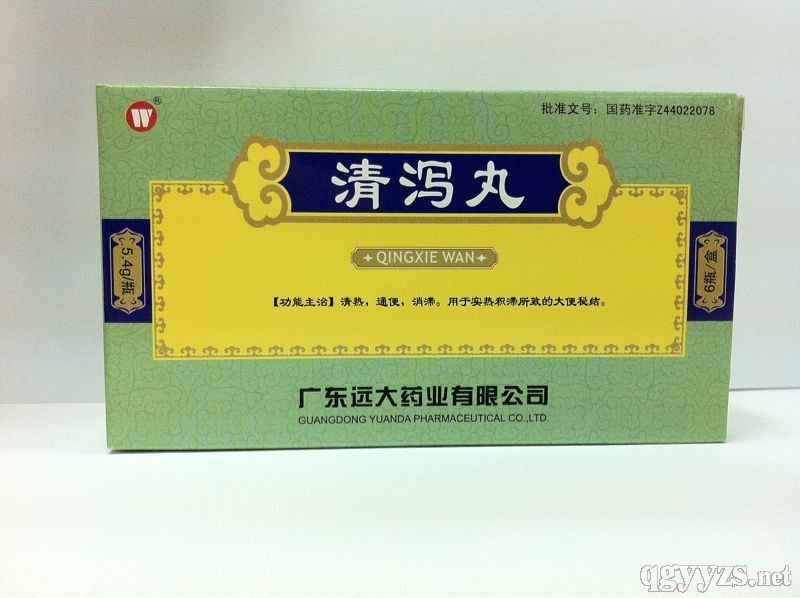 W®
批准文号：国药准字Z44022078
清泻丸
QINGXIE WAN
5.4g/瓶
6瓶/盒
【功能主治】清热，通便，消滞。用于实热积滞所致的大便秘结。
广东远大药业有限公司
GUANGDONG YUANDA PHARMACEUTICAL CO.,LTD.
qgyyzs.net